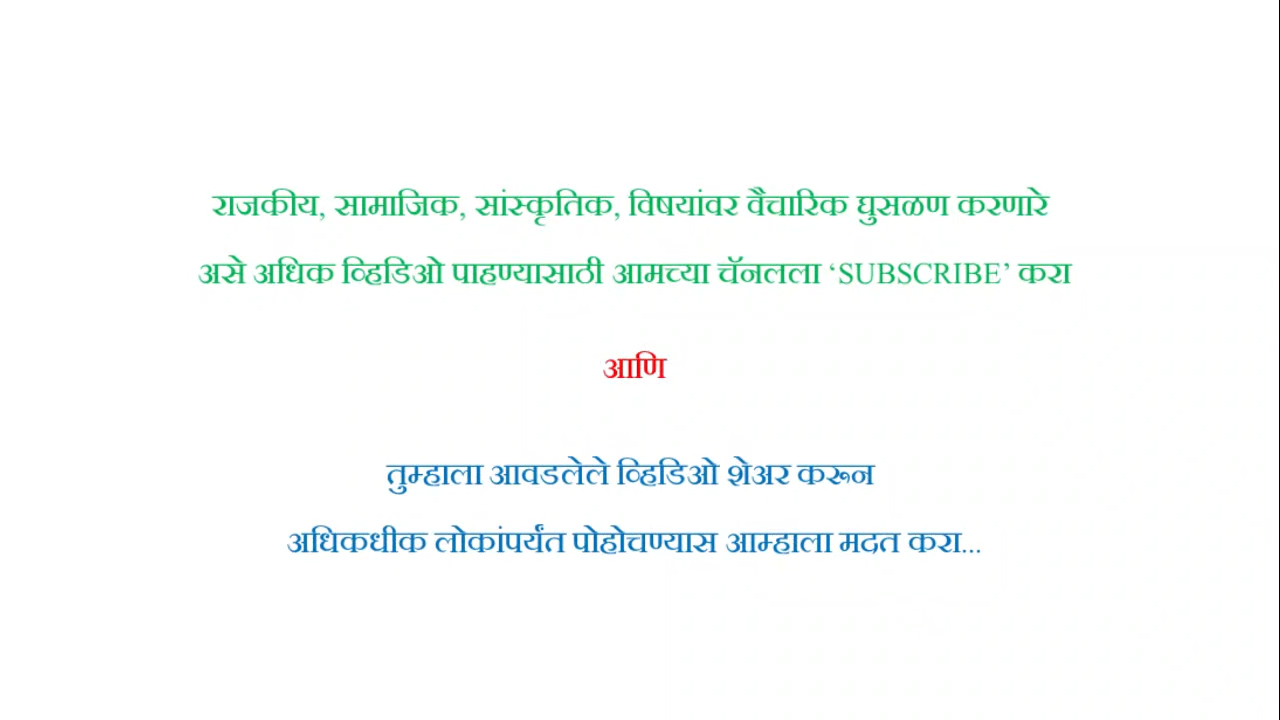 राजकीय, सामाजिक, सांस्कृतिक, विषयांवर वैचारिक घुसळण करणारे
असे अधिक व्हिडिओ पाहण्यासाठी आमच्या चॅनलला ‘SUBSCRIBE’ करा
आणि
तुम्हाला आवडलेले व्हिडिओ शेअर करून
अधिकधीक लोकांपर्यंत पोहोचण्यास आम्हाला मदत करा...